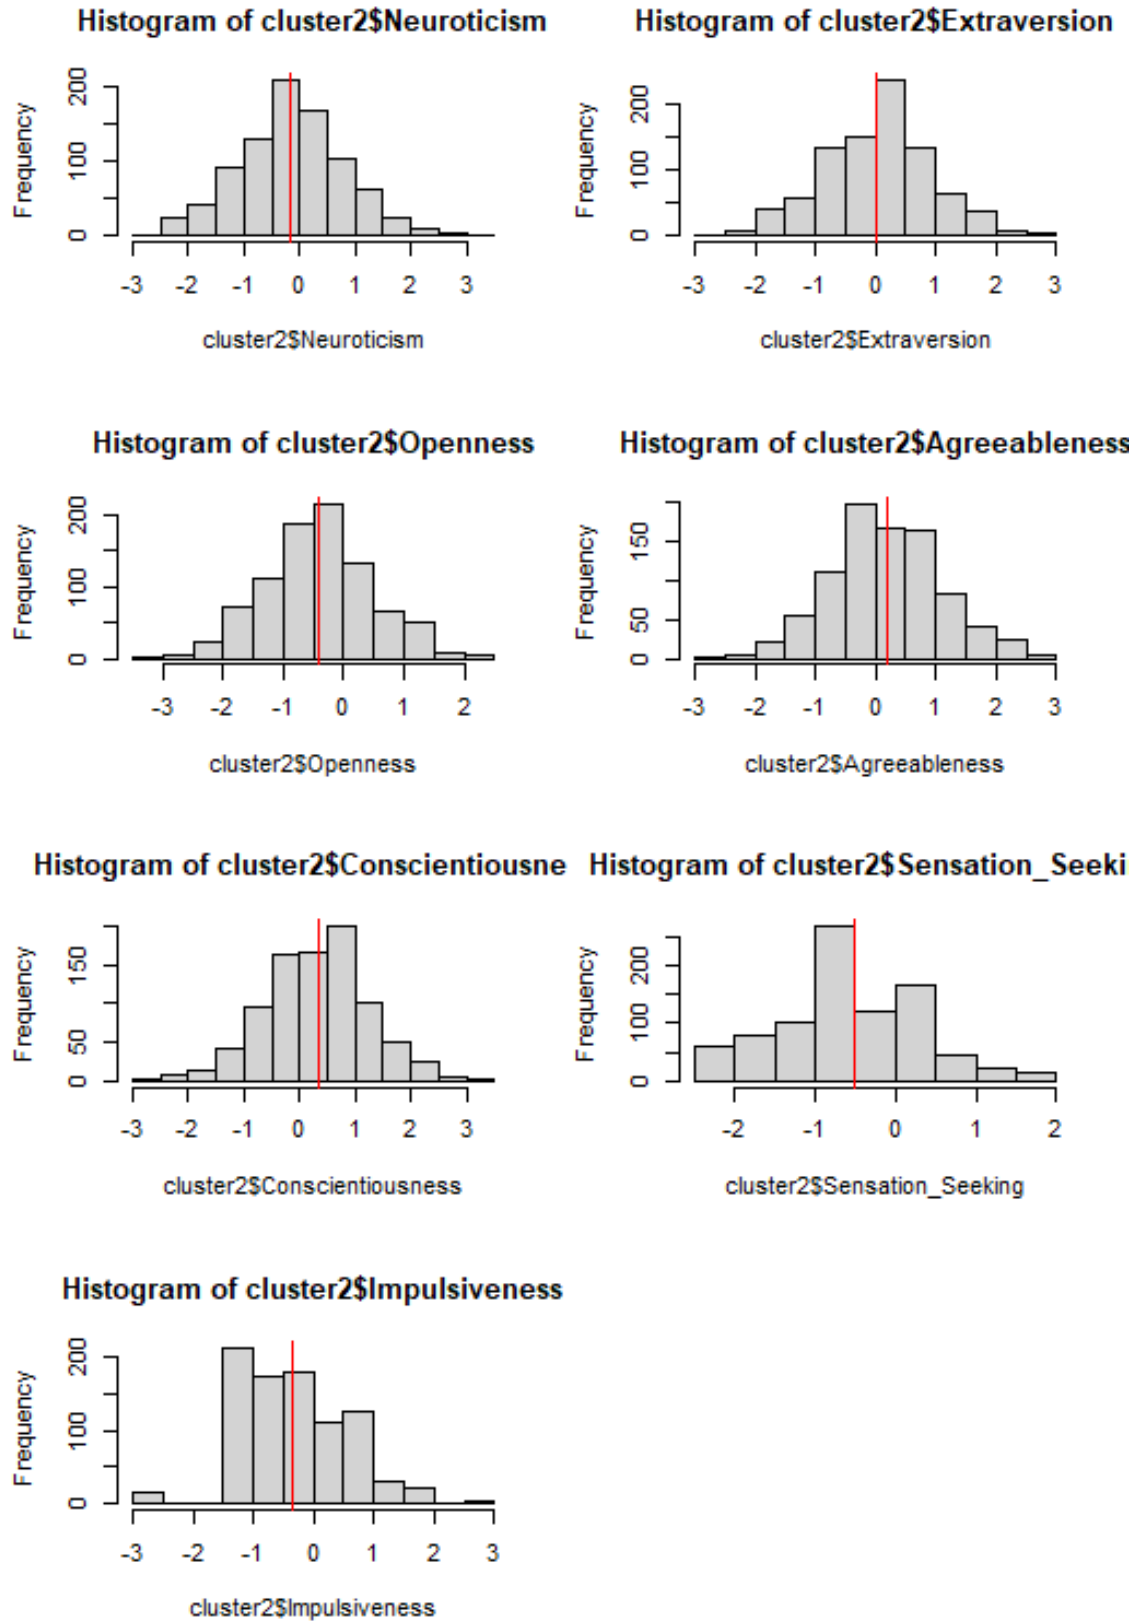 Histogram of cluster2$Neuroticism
Frequency
200
100
0
-3 -2 -1 0 1 2 3
cluster2$Neuroticism
Histogram of cluster2$Extraversion
Frequency
200
100
0
-3 -2 -1 0 1 2 3
cluster2$Extraversion
Histogram of cluster2$Openness
Frequency
200
100
0
-3 -2 -1 0 1 2
cluster2$Openness
Histogram of cluster2$Agreeableness
Frequency
150
50
0
-3 -2 -1 0 1 2 3
cluster2$Agreeableness
Histogram of cluster2$Conscientiousne
Frequency
150
50
0
-3 -2 -1 0 1 2 3
cluster2$Conscientiousness
Histogram of cluster2$Sensation_Seeki
Frequency
200
100
0
-2 -1 0 1 2
cluster2$Sensation_Seeking
Histogram of cluster2$Impulsiveness
Frequency
200
100
0
-3 -2 -1 0 1 2 3
cluster2$Impulsiveness